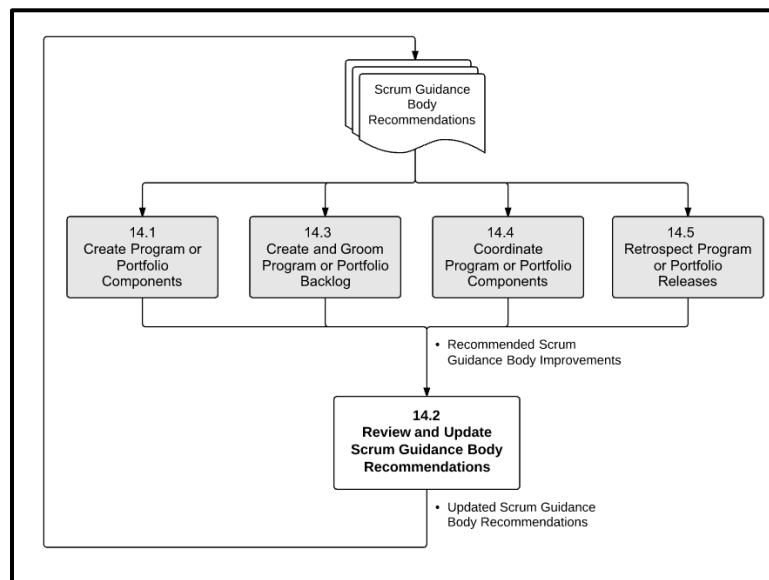 Scrum Guidance
Body
Recommendations
14.1
Create Program or
Portfolio
Components
14.3
Create and Groom
Program or Portfolio
Backlog
14.4
Coordinate
Program or Portfolio
Components
14.5
Retrospect Program
or Portfolio
Releases
• Recommended Scrum
Guidance Body Improvements
14.2
Review and Update
Scrum Guidance Body
Recommendations
• Updated Scrum Guidance
Body Recommendations